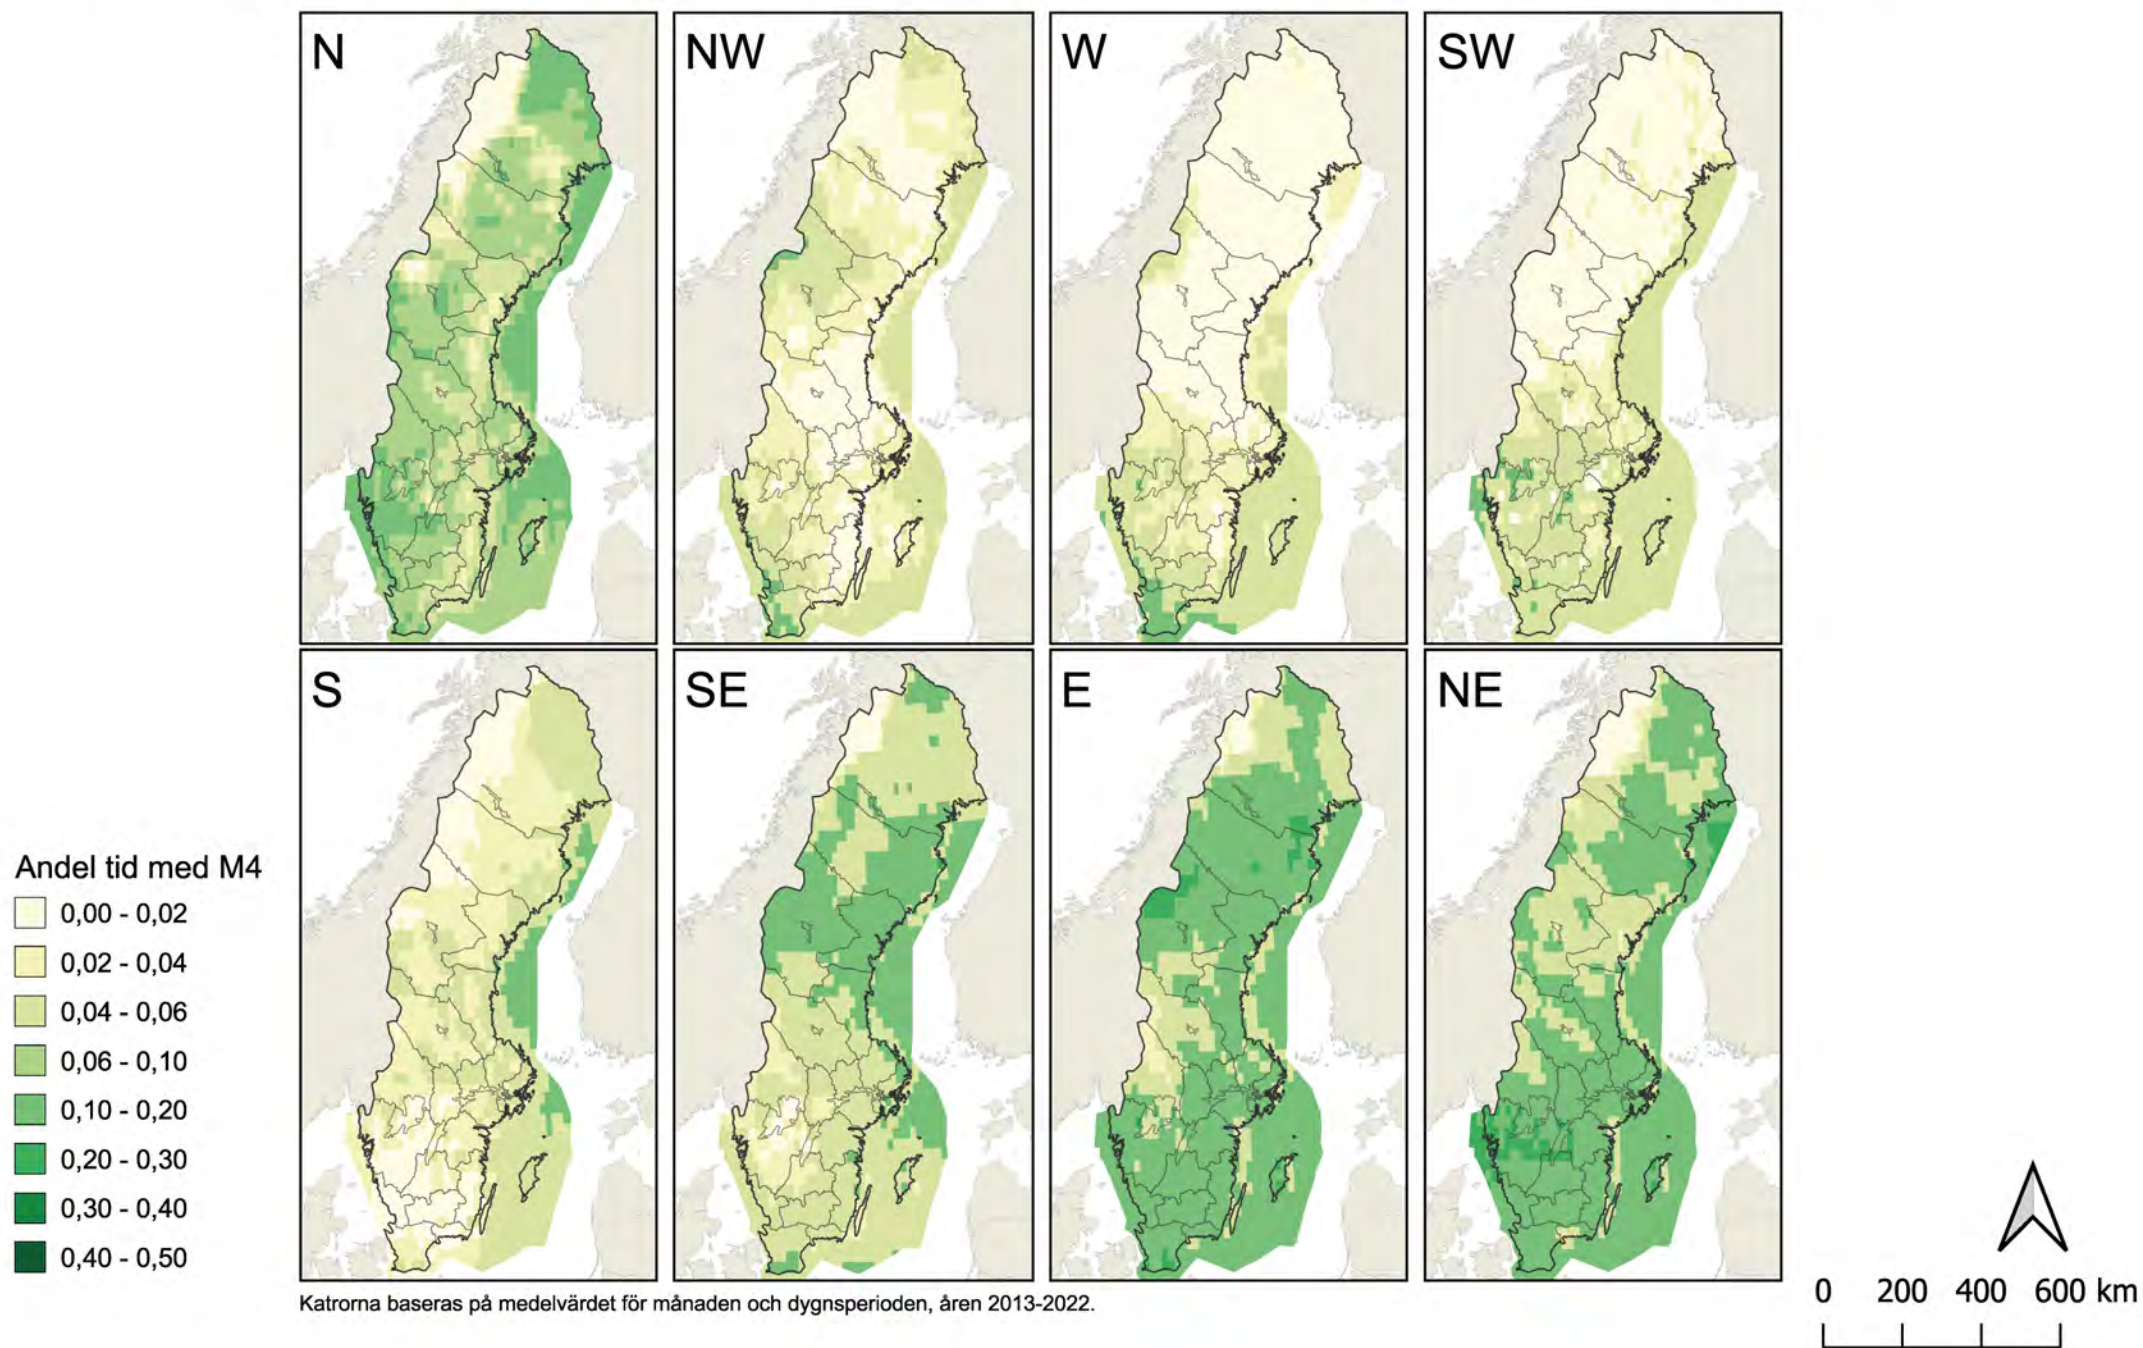 N
NW
W
SW
S
SE
E
NE
Andel tid med M4
0,00 - 0,02
0,02 - 0,04
0,04 - 0,06
0,06 - 0,10
0,10 - 0,20
0,20 - 0,30
0,30 - 0,40
0,40 - 0,50
Katrorna baseras på medelvärdet för månaden och dygnsperioden, åren 2013-2022.
0 200 400 600 km